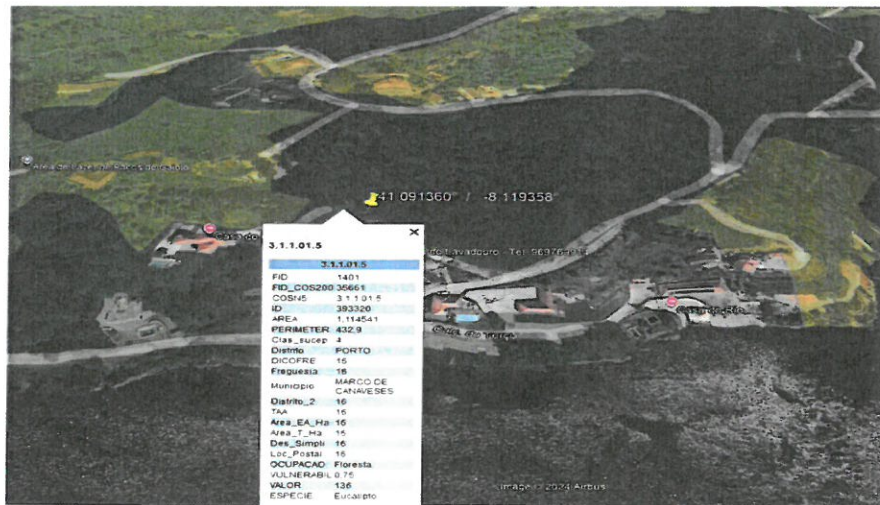 41.091360° / -8.119358°
3.1.1.01.5
3.1.1.01.5
FID 1401
FID_COS200 35661
COSN5 3.1.1.01.5
ID 393320
AREA 1,114541
PERIMETER 432,9
Clas_sucep 4
Distrito PORTO
DICOFRE 16
Freguesia 16
Municipio MARCO DE CANAVESES
Distrito_2 16
TAA 16
Area_EA_Ha 16
Area_T_Ha 16
Des_Simpli 16
Loc_Postal 16
OCUPACAO Floresta
VULNERABIL 0.75
VALOR 136
ESPECIE Eucalipto
Image © 2024 Airbus